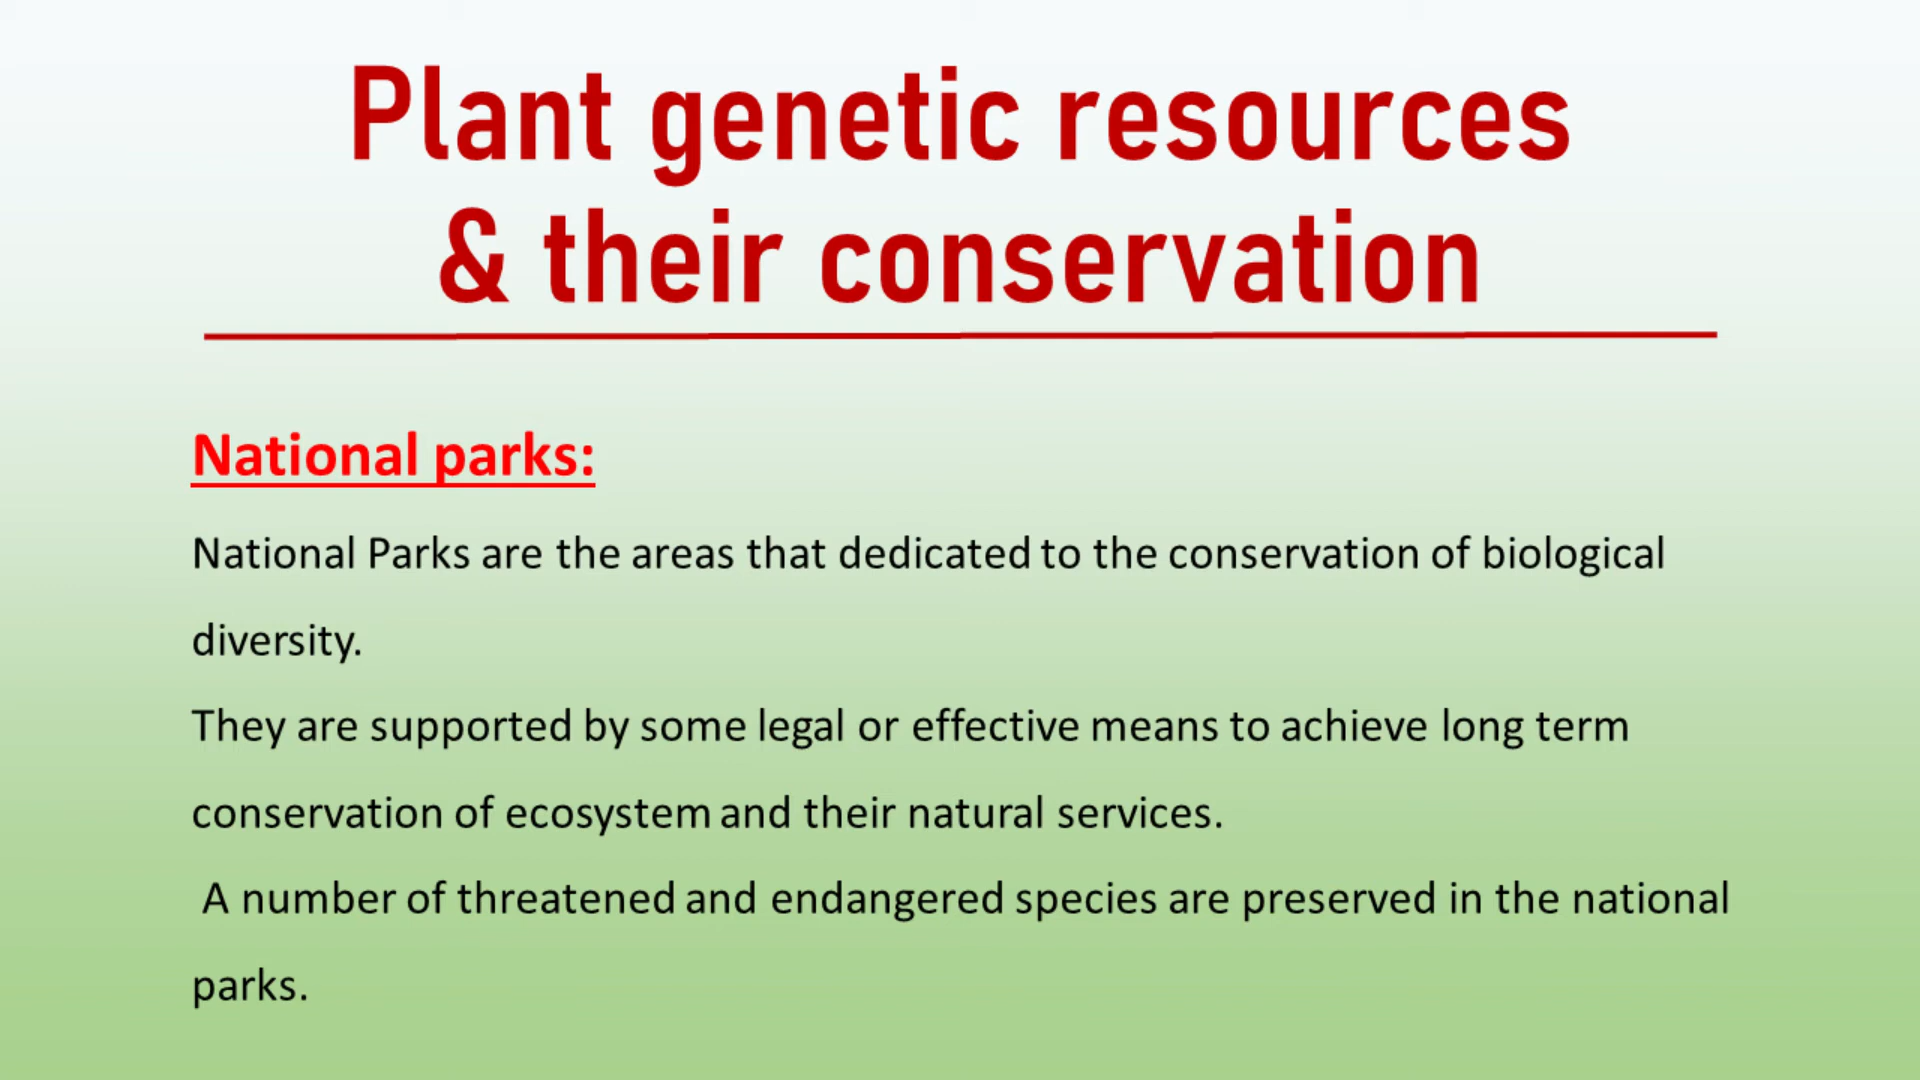 Plant genetic resources
& their conservation
National parks:
National Parks are the areas that dedicated to the conservation of biological
diversity.
They are supported by some legal or effective means to achieve long term
conservation of ecosystem and their natural services.
A number of threatened and endangered species are preserved in the national
parks.